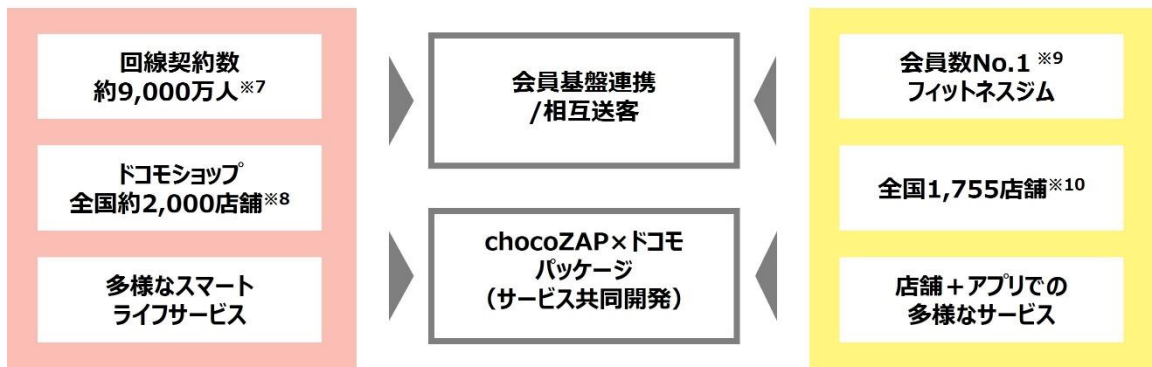 回線契約数
約9,000万人※7
ドコモショップ
全国約2,000店舗※8
多様なスマート
ライフサービス
会員基盤連携
/相互送客
chocoZAP×ドコモ
パッケージ
（サービス共同開発）
会員数No.1 ※9
フィットネスジム
全国1,755店舗※10
店舗＋アプリでの
多様なサービス